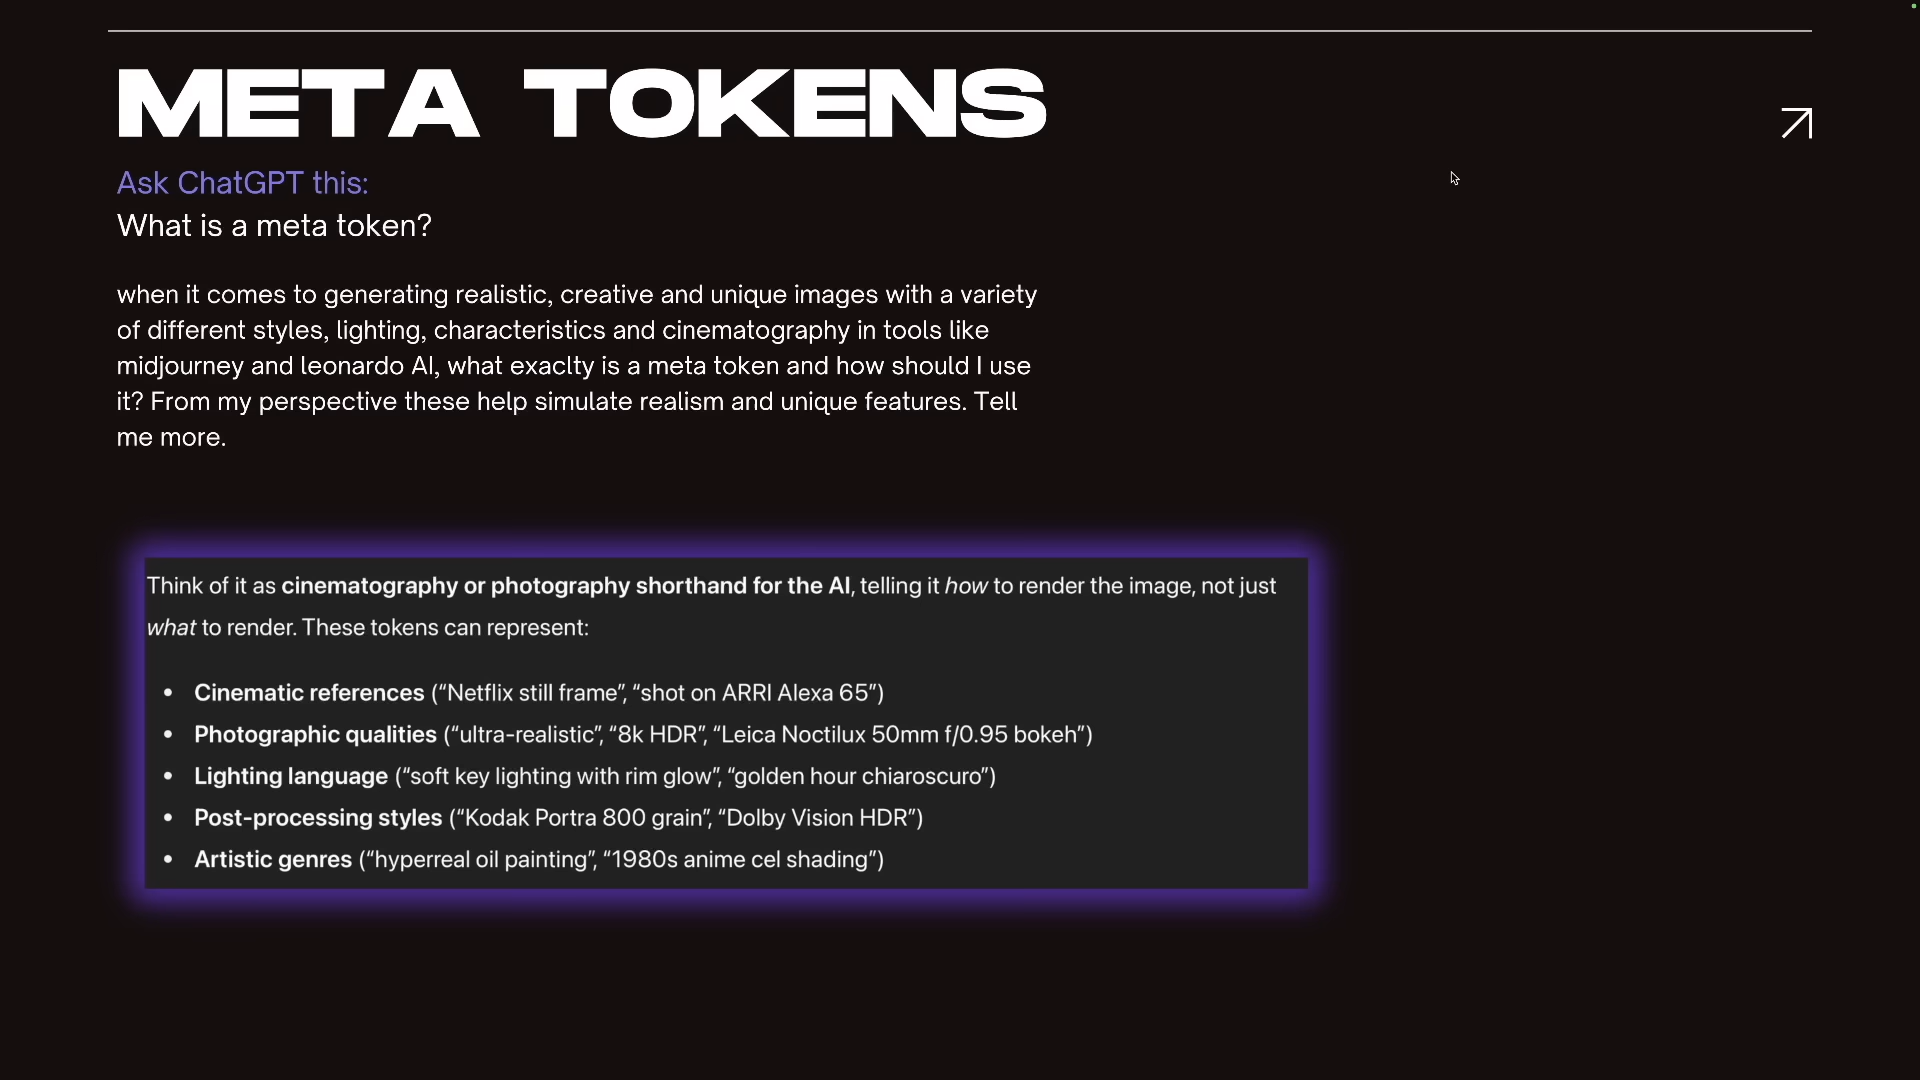 META TOKENS
Ask ChatGPT this:
What is a meta token?
when it comes to generating realistic, creative and unique images with a variety
of different styles, lighting, characteristics and cinematography in tools like
midjourney and leonardo AI, what exaclty is a meta token and how should I use
it? From my perspective these help simulate realism and unique features. Tell
me more.
Think of it as cinematography or photography shorthand for the AI, telling it how to render the image, not just
what to render. These tokens can represent:
• Cinematic references (“Netflix still frame”, “shot on ARRI Alexa 65”)
• Photographic qualities (“ultra-realistic”, “8k HDR”, “Leica Noctilux 50mm f/0.95 bokeh”)
• Lighting language (“soft key lighting with rim glow”, “golden hour chiaroscuro”)
• Post-processing styles (“Kodak Portra 800 grain”, “Dolby Vision HDR”)
• Artistic genres (“hyperreal oil painting”, “1980s anime cel shading”)